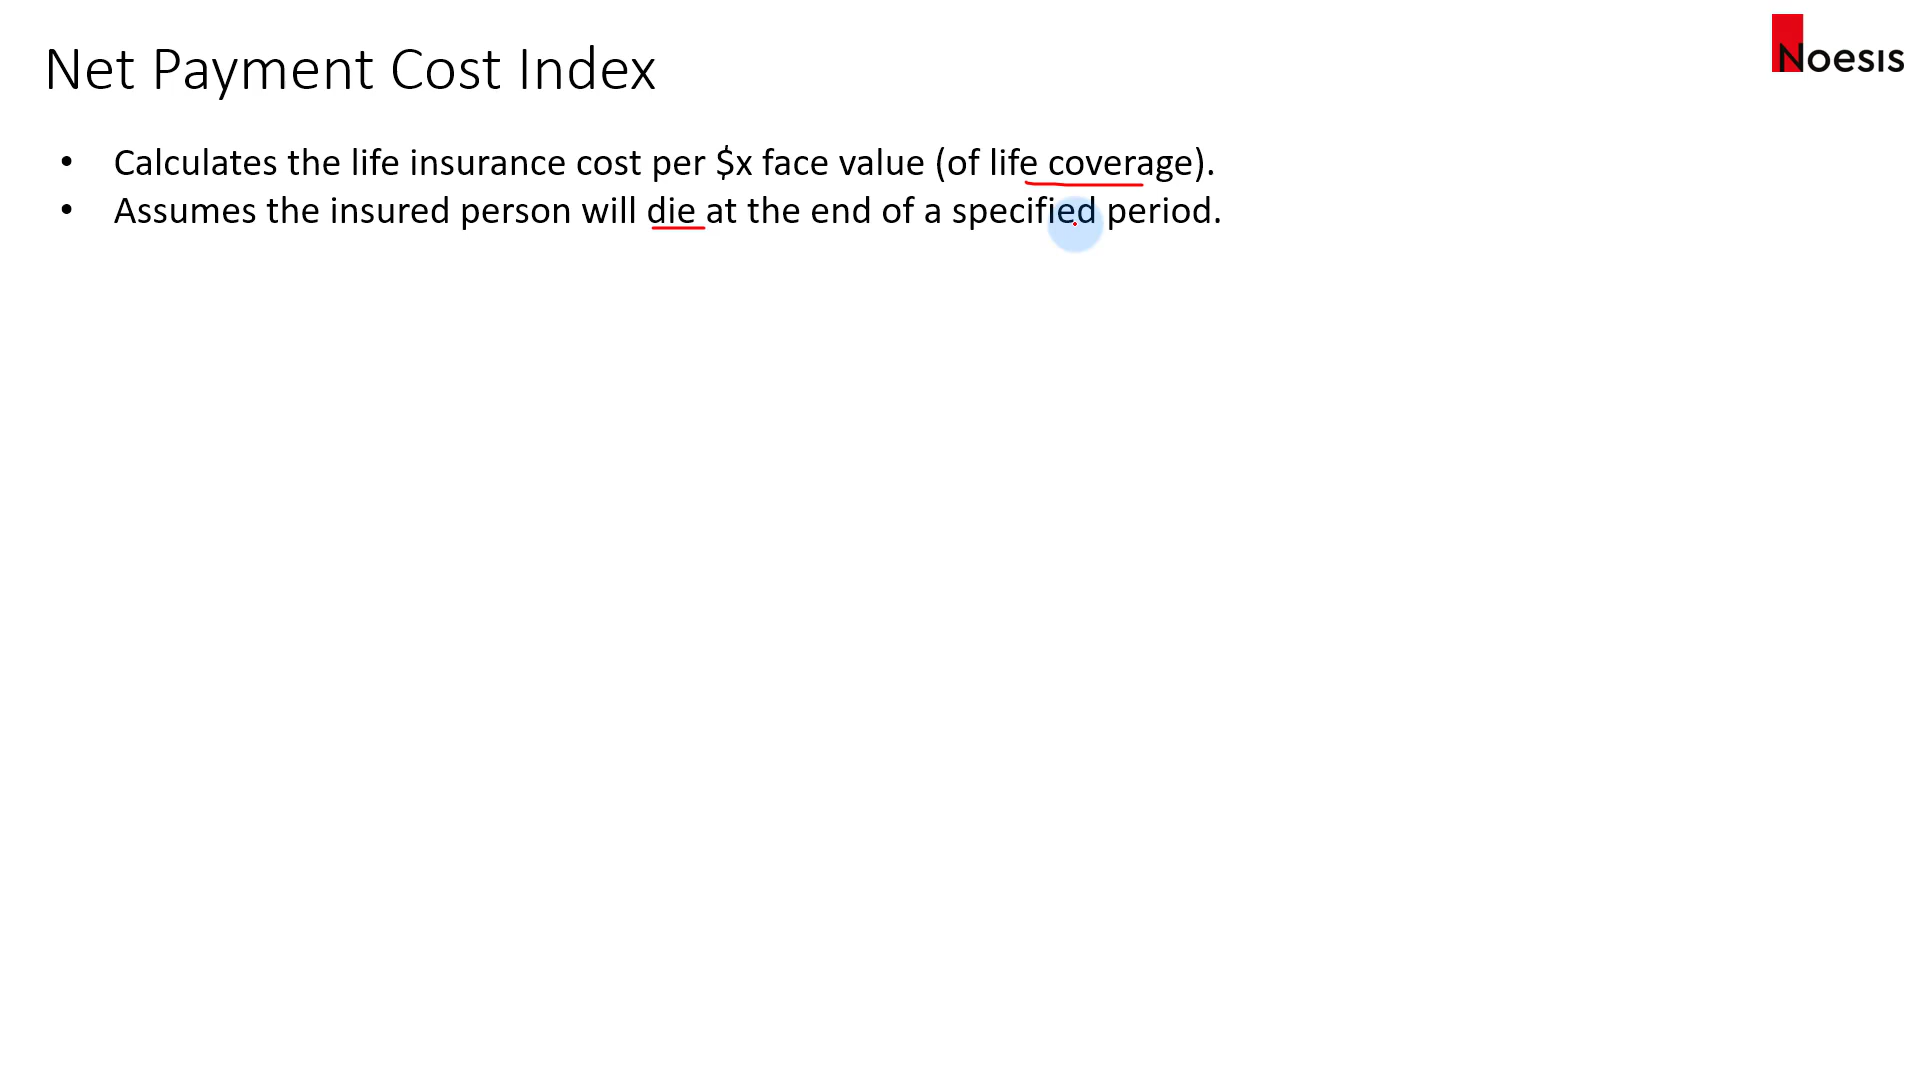 Net Payment Cost Index
Noesis
• Calculates the life insurance cost per $x face value (of life coverage).
• Assumes the insured person will die at the end of a specified period.